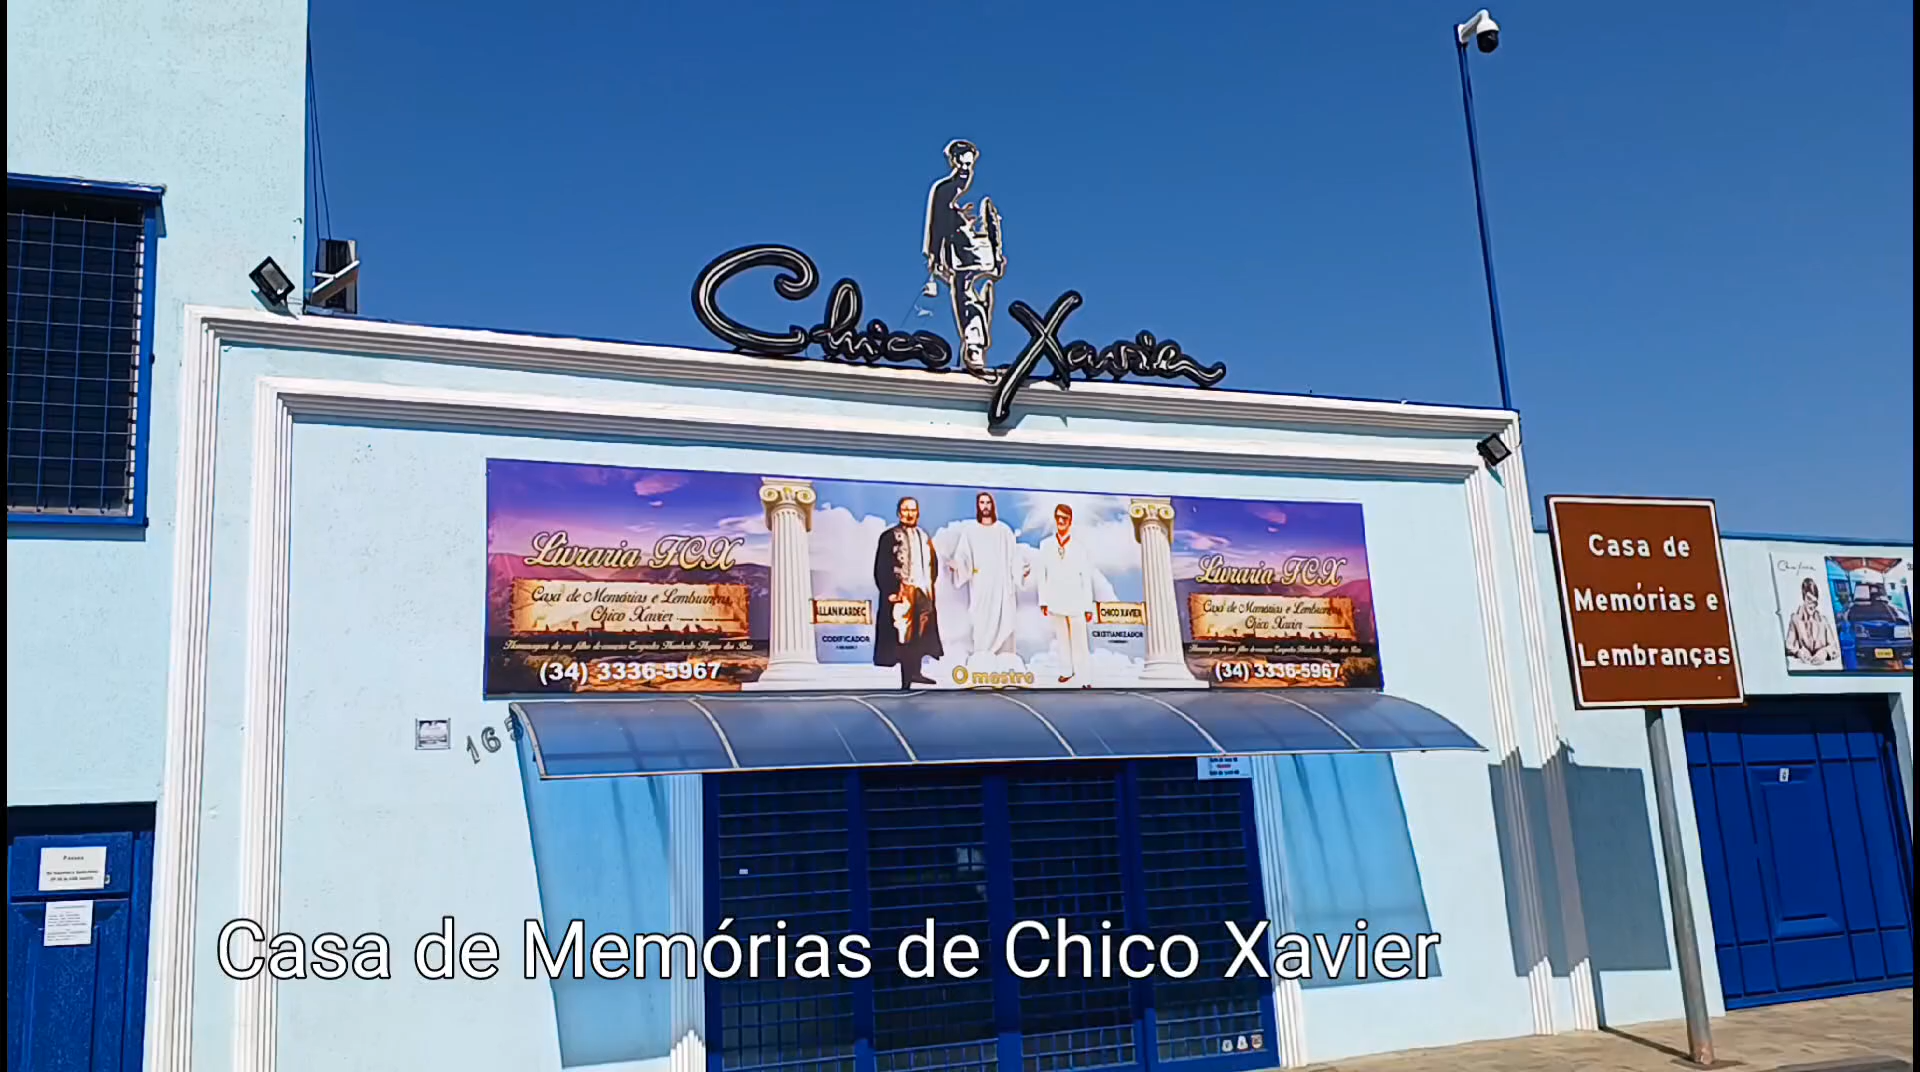 Chico Xavier
Livraria FCX
Casa de Memórias e Lembranças
Chico Xavier
(34) 3336-5967
ALLAN KARDEC
CODIFICADOR
O mestre
CHICO XAVIER
CRISTIANIZADOR
Livraria FCX
Casa de Memórias e Lembranças
Chico Xavier
(34) 3336-5967
Casa de
Memórias e
Lembranças
165
Casa de Memórias de Chico Xavier